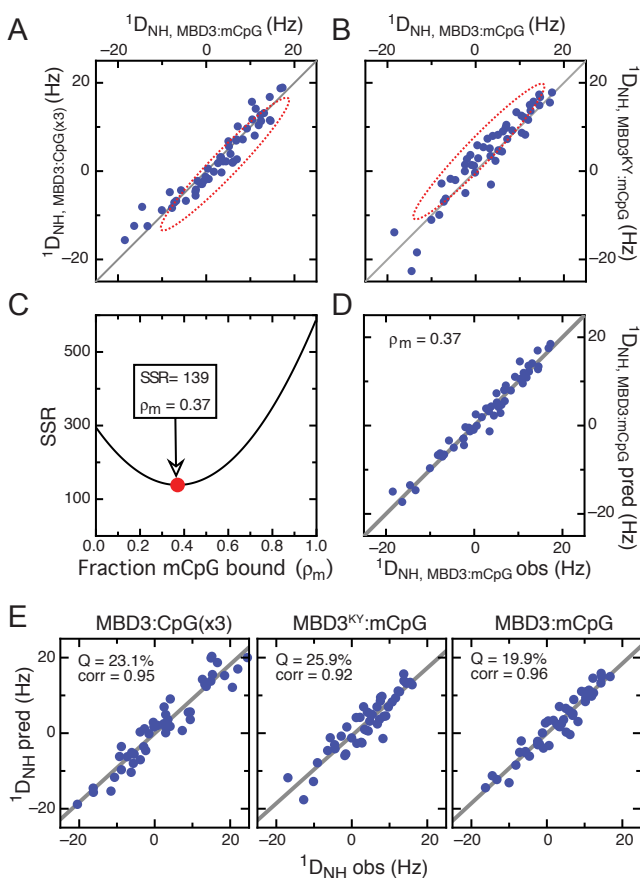 A
¹D_NH, MBD3:mCpG (Hz)
−20 0 20
¹D_NH, MBD3:CpG(x3) (Hz)
20
0
−20
B
¹D_NH, MBD3:mCpG (Hz)
−20 0 20
¹D_NH, MBD3^KY:mCpG (Hz)
20
0
−20
C
SSR
500
300
100
SSR= 139
ρm = 0.37
0.0 0.2 0.4 0.6 0.8 1.0
Fraction mCpG bound (ρm)
D
ρm = 0.37
¹D_NH, MBD3:mCpG pred (Hz)
20
0
−20
−20 0 20
¹D_NH, MBD3:mCpG obs (Hz)
E
MBD3:CpG(x3)
MBD3^KY:mCpG
MBD3:mCpG
¹D_NH pred (Hz)
20
0
−20
Q = 23.1%
corr = 0.95
Q = 25.9%
corr = 0.92
Q = 19.9%
corr = 0.96
−20 0 20
−20 0 20
−20 0 20
¹D_NH obs (Hz)